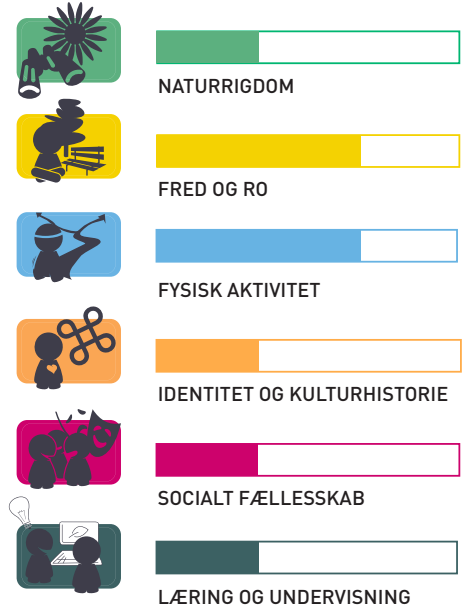 NATURRIGDOM
FRED OG RO
FYSISK AKTIVITET
IDENTITET OG KULTURHISTORIE
SOCIALT FÆLLESSKAB
LÆRING OG UNDERVISNING